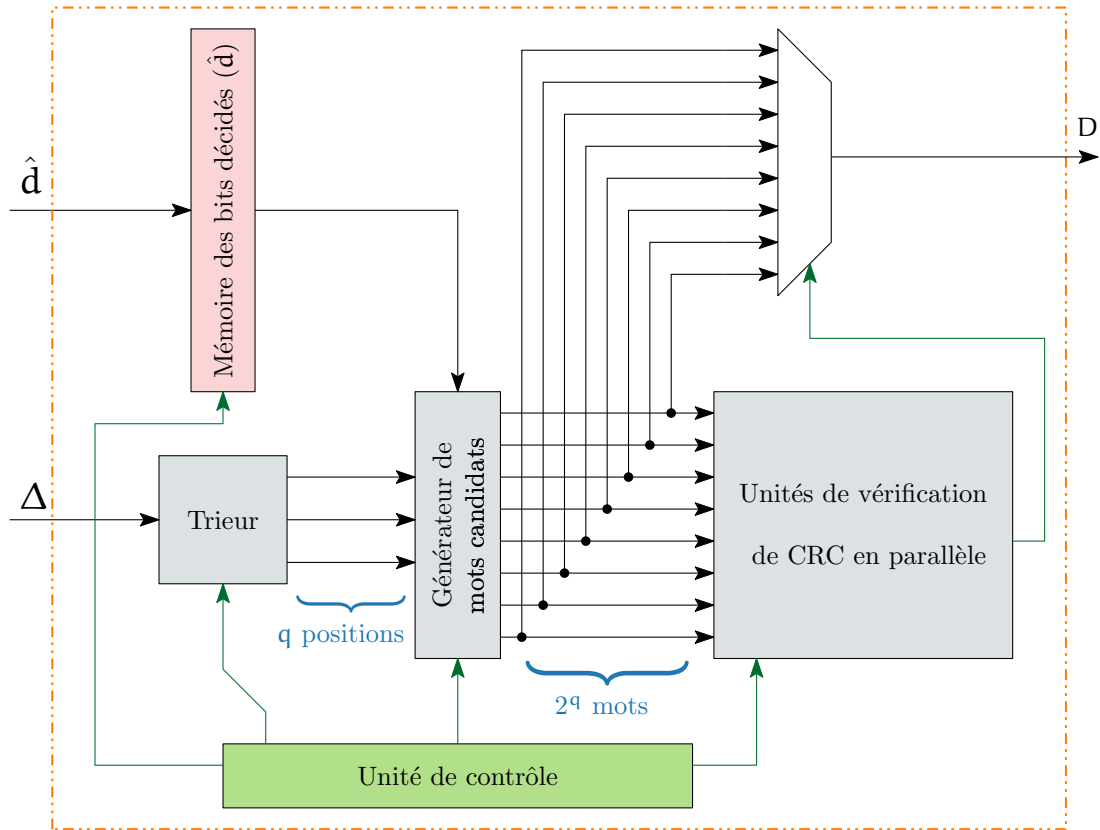 Mémoire des bits décidés (d̂)
D
d̂
Δ
Trieur
Générateur de
mots candidats
Unités de vérification
de CRC en parallèle
q positions
2^q mots
Unité de contrôle